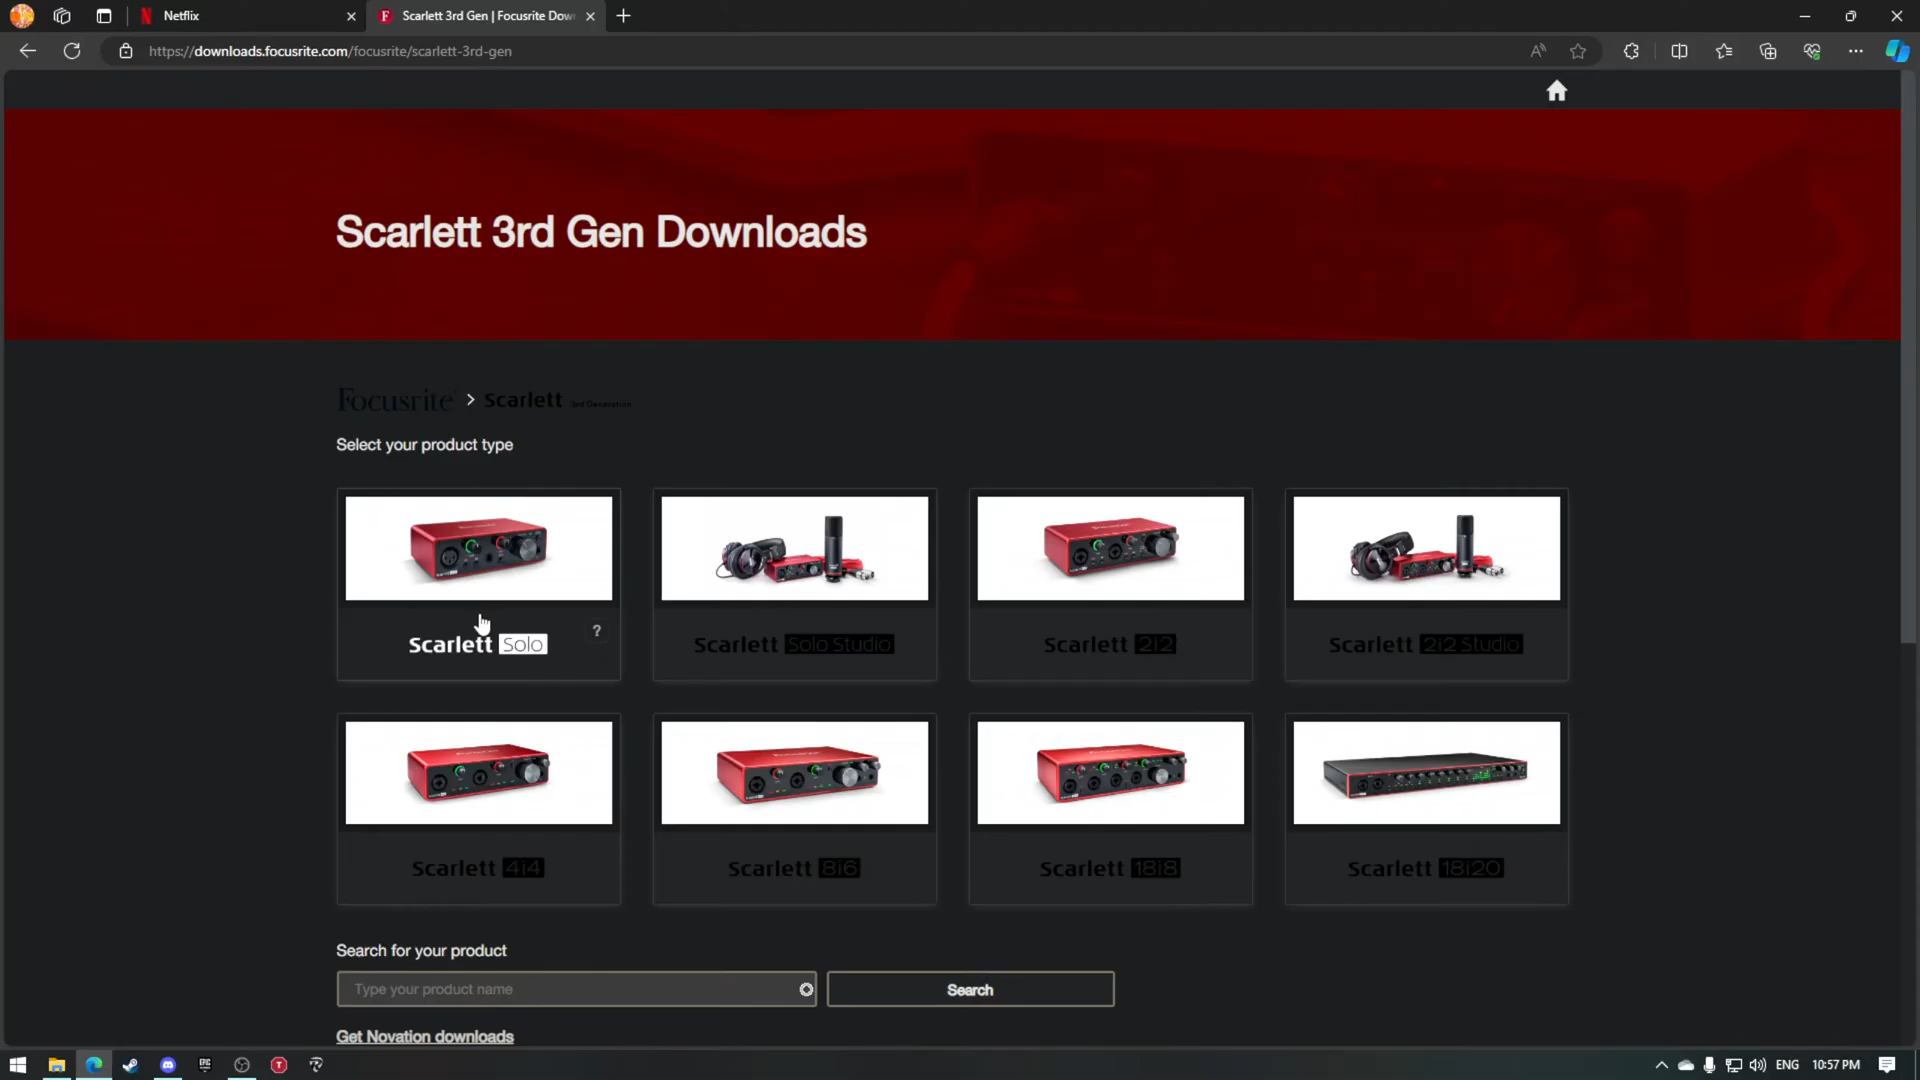 Netflix
Scarlett 3rd Gen | Focusrite Dow
https://downloads.focusrite.com/focusrite/scarlett-3rd-gen
Scarlett 3rd Gen Downloads
Focusrite > Scarlett 3rd Generation
Select your product type
Scarlett Solo ?
Scarlett Solo Studio
Scarlett 2i2
Scarlett 2i2 Studio
Scarlett 4i4
Scarlett 8i6
Scarlett 18i8
Scarlett 18i20
Search for your product
Type your product name
Search
Get Novation downloads
ENG
10:57 PM